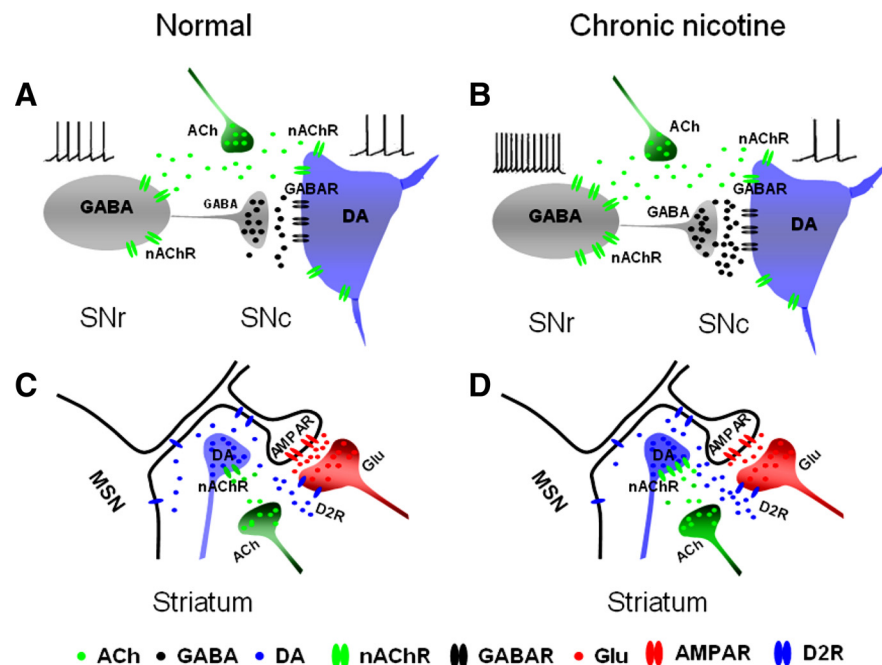 Normal
Chronic nicotine
A
ACh
nAChR
GABA
GABA
GABAR
DA
nAChR
SNr
SNc
B
ACh
nAChR
GABA
GABA
GABAR
DA
nAChR
SNr
SNc
C
MSN
DA
nAChR
AMPAR
Glu
D2R
ACh
Striatum
D
MSN
DA
nAChR
AMPAR
Glu
D2R
ACh
Striatum
ACh GABA DA nAChR GABAR Glu AMPAR D2R